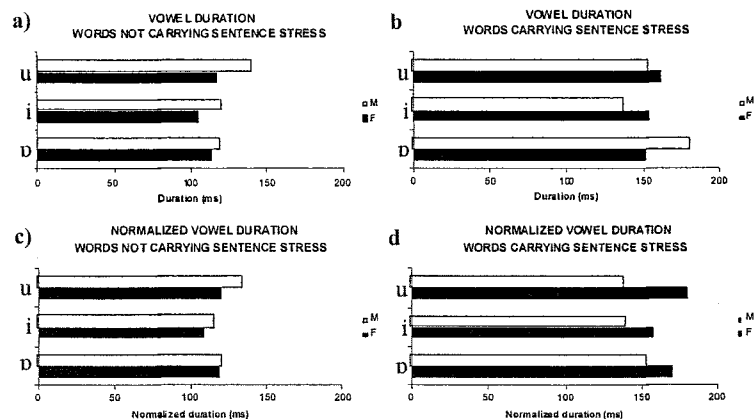 a)
VOWEL DURATION
WORDS NOT CARRYING SENTENCE STRESS
u
i
ɒ
M
F
0
50
100
150
200
Duration (ms)
b)
VOWEL DURATION
WORDS CARRYING SENTENCE STRESS
u
i
ɒ
M
F
0
50
100
150
200
Duration (ms)
c)
NORMALIZED VOWEL DURATION
WORDS NOT CARRYING SENTENCE STRESS
u
i
ɒ
M
F
0
50
100
150
200
Normalized duration (ms)
d
NORMALIZED VOWEL DURATION
WORDS CARRYING SENTENCE STRESS
u
i
ɒ
M
F
0
50
100
150
200
Normalized duration (ms)